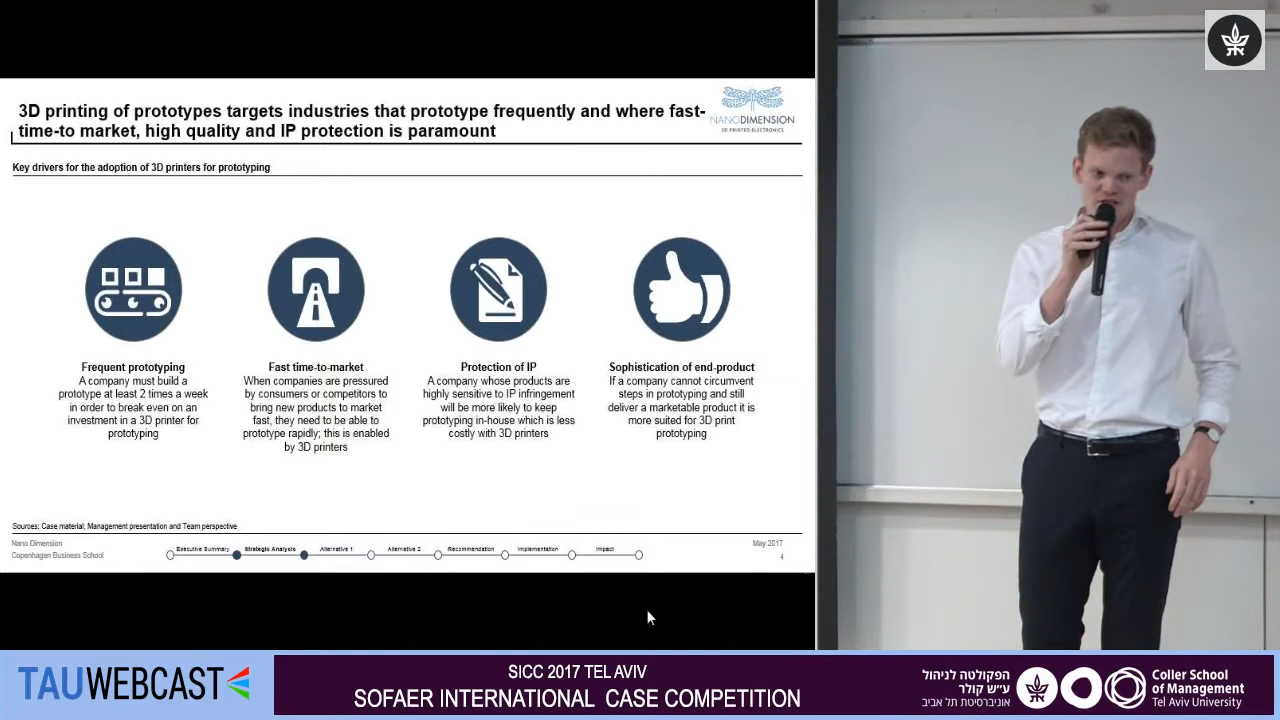 3D printing of prototypes targets industries that prototype frequently and where fast-
time-to market, high quality and IP protection is paramount
NANODIMENSION
3D PRINTED ELECTRONICS
Key drivers for the adoption of 3D printers for prototyping
Frequent prototyping
A company must build a
prototype at least 2 times a week
in order to break even on an
investment in a 3D printer for
prototyping
Fast time-to-market
When companies are pressured
by consumers or competitors to
bring new products to market
fast, they need to be able to
prototype rapidly; this is enabled
by 3D printers
Protection of IP
A company whose products are
highly sensitive to IP infringement
will be more likely to keep
prototyping in-house which is less
costly with 3D printers
Sophistication of end-product
If a company cannot circumvent
steps in prototyping and still
deliver a marketable product it is
more suited for 3D print
prototyping
Sources: Case material; Management presentation and Team perspective
Nano Dimension
Copenhagen Business School
Executive Summary Strategic Analysis Alternative 1 Alternative 2 Recommendation Implementation Impact
May 2017
4
TAUWEBCAST
SICC 2017 TEL AVIV
SOFAER INTERNATIONAL CASE COMPETITION
הפקולטה לניהול
ע״ש קולר
אוניברסיטת תל אביב
Coller School
of Management
Tel Aviv University